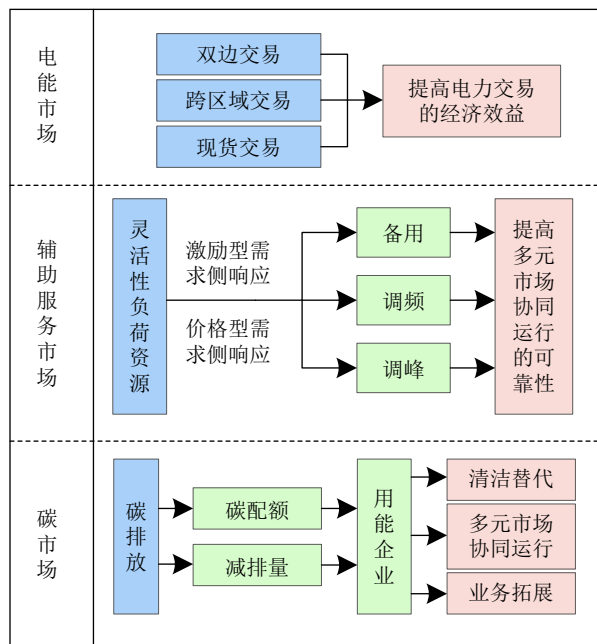 电能市场
双边交易
跨区域交易
现货交易
提高电力交易
的经济效益
辅助服务市场
灵活性负荷资源
激励型需
求侧响应
价格型需
求侧响应
备用
调频
调峰
提高
多元
市场
协同
运行
的可
靠性
碳市场
碳排放
碳配额
减排量
用能企业
清洁替代
多元市场
协同运行
业务拓展